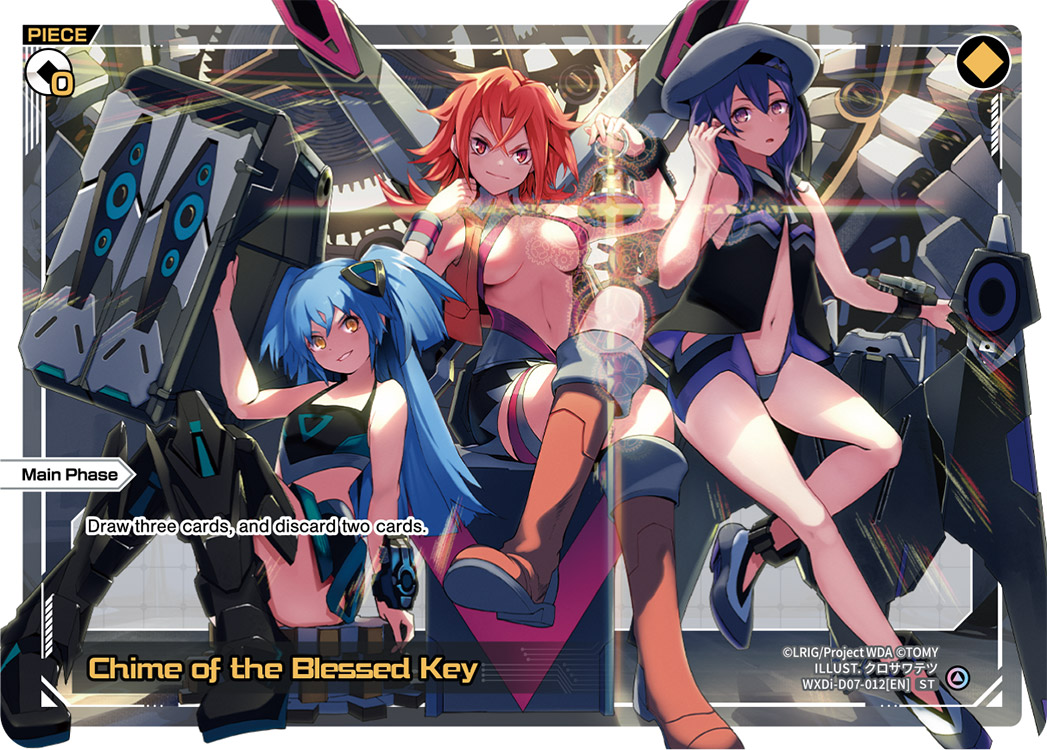 PIECE
0
Main Phase
Draw three cards, and discard two cards.
Chime of the Blessed Key
©LRIG/Project WDA ©TOMY
ILLUST. クロサワテツ
WXDi-D07-012[EN] ST